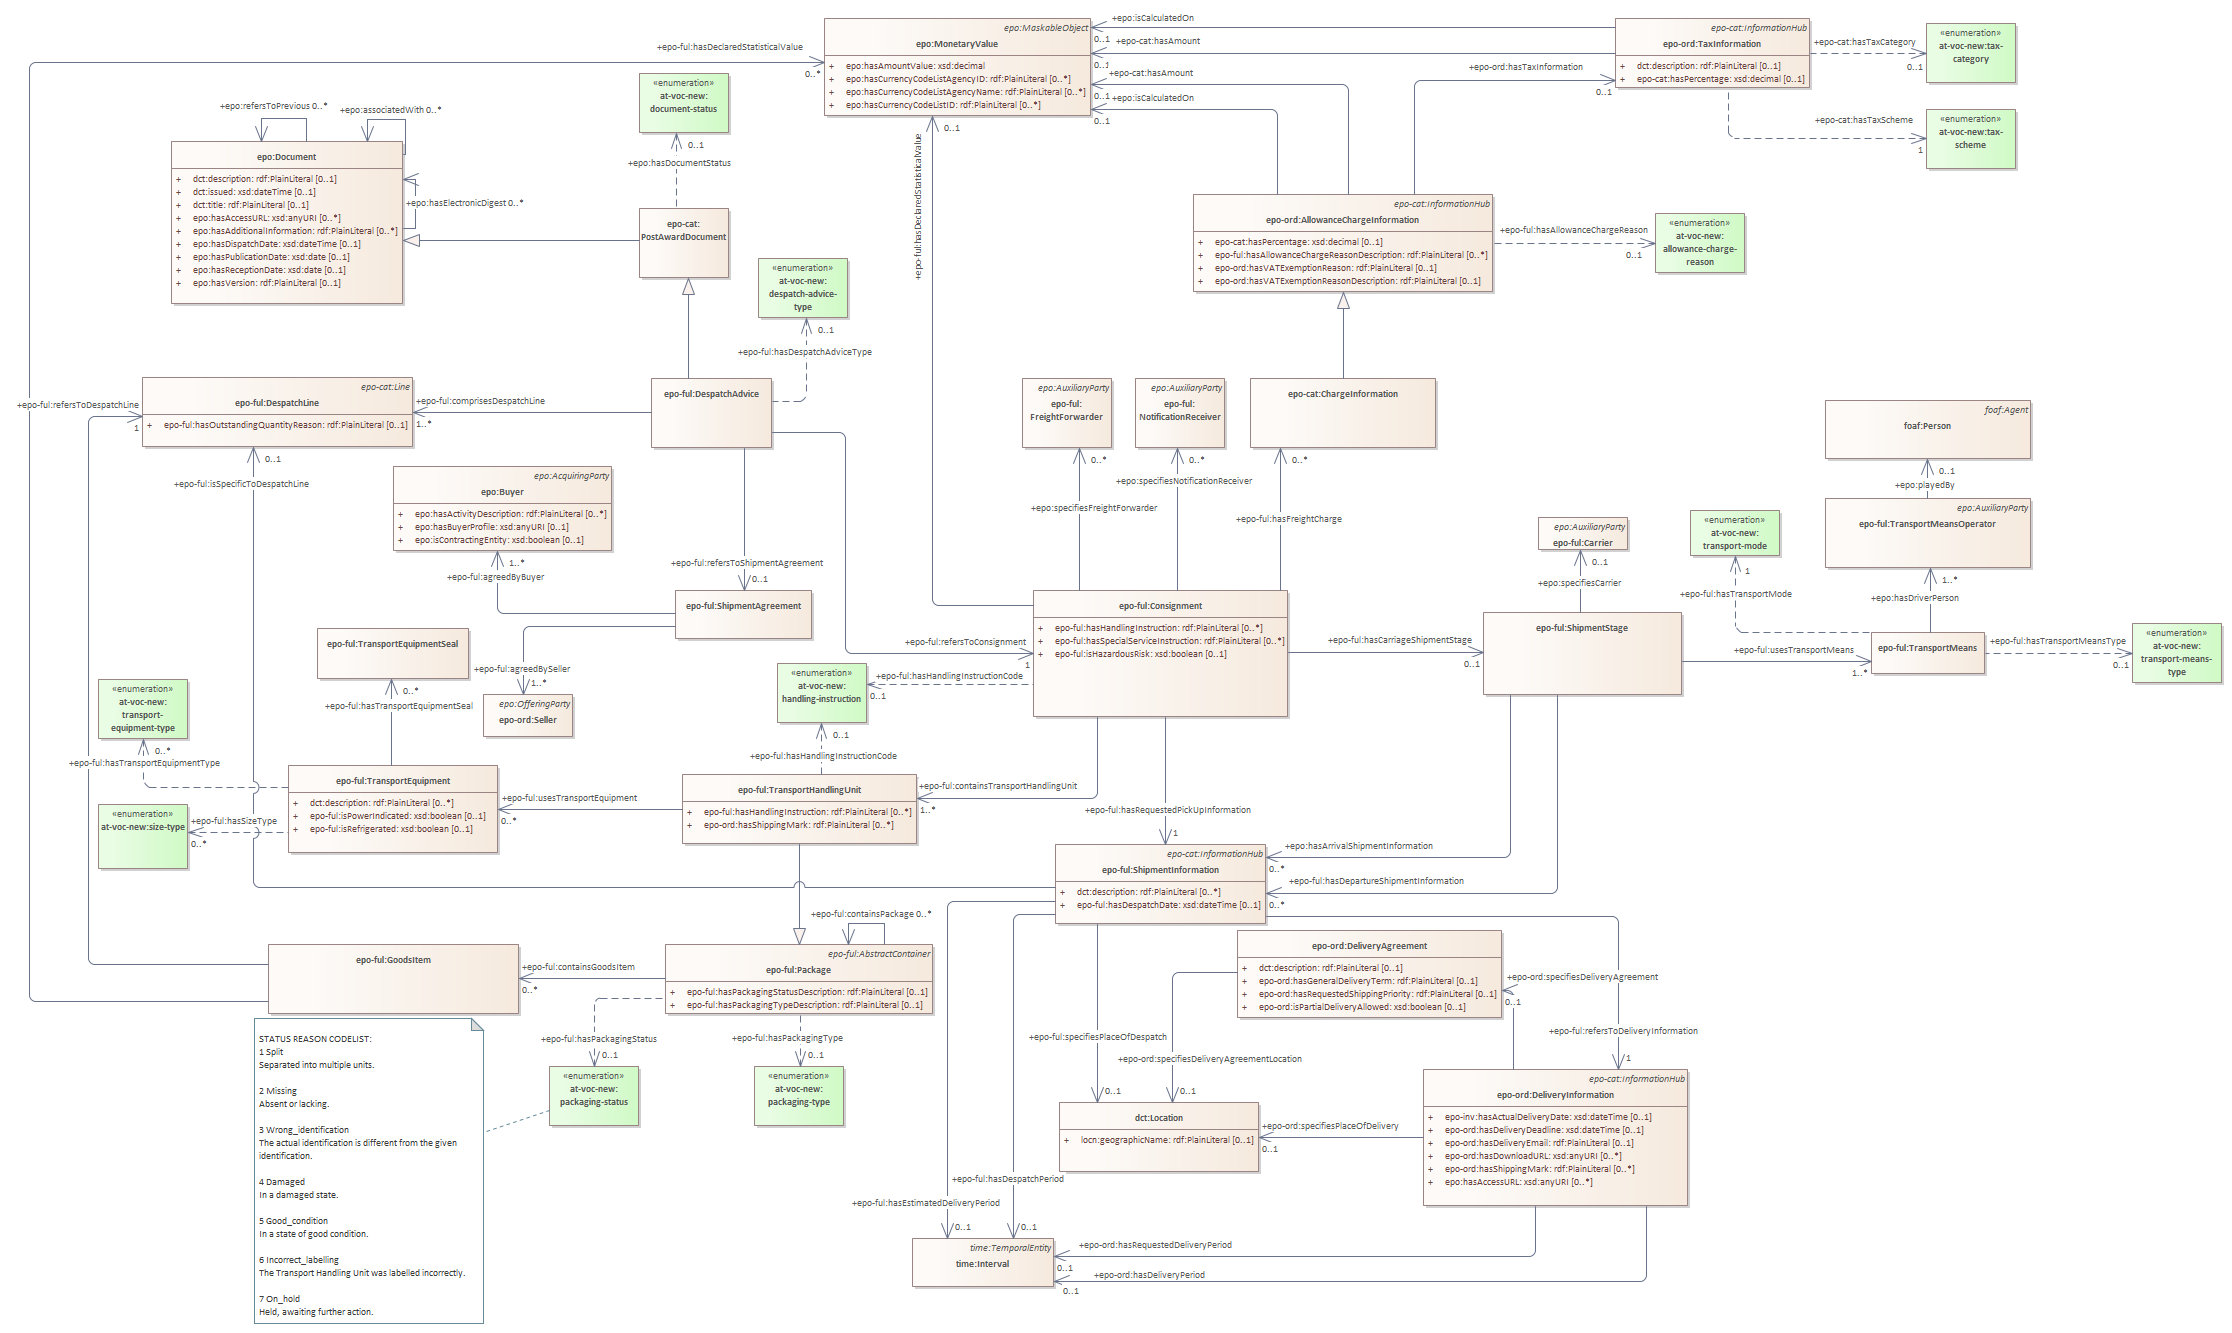 epo:MaskableObject
epo:MonetaryValue
+ epo:hasAmountValue: xsd:decimal
+ epo:hasCurrencyCodeListAgencyID: rdf:PlainLiteral [0..*]
+ epo:hasCurrencyCodeListAgencyName: rdf:PlainLiteral [0..*]
+ epo:hasCurrencyCodeListID: rdf:PlainLiteral [0..*]
+epo:isCalculatedOn
0..1
+epo-cat:hasAmount
0..1
+epo-cat:hasAmount
0..1
+epo:isCalculatedOn
0..1
epo-cat:InformationHub
epo-ord:TaxInformation
+ dct:description: rdf:PlainLiteral [0..1]
+ epo-cat:hasPercentage: xsd:decimal [0..1]
+epo-ord:hasTaxInformation
0..1
+epo-cat:hasTaxCategory
0..1
«enumeration»
at-voc-new:tax-
category
+epo-cat:hasTaxScheme
1
«enumeration»
at-voc-new:tax-
scheme
+epo-ful:hasDeclaredStatisticalValue
0..*
«enumeration»
at-voc-new:
document-status
0..1
+epo:hasDocumentStatus
+epo:refersToPrevious 0..*
+epo:associatedWith 0..*
epo:Document
+ dct:description: rdf:PlainLiteral [0..1]
+ dct:issued: xsd:dateTime [0..1]
+ dct:title: rdf:PlainLiteral [0..1]
+ epo:hasAccessURL: xsd:anyURI [0..*]
+ epo:hasAdditionalInformation: rdf:PlainLiteral [0..*]
+ epo:hasDispatchDate: xsd:dateTime [0..1]
+ epo:hasPublicationDate: xsd:date [0..1]
+ epo:hasReceptionDate: xsd:date [0..1]
+ epo:hasVersion: rdf:PlainLiteral [0..1]
+epo:hasElectronicDigest 0..*
epo-cat:
PostAwardDocument
0..1
+epo-ful:hasDeclaredStatisticalValue
epo-cat:InformationHub
epo-ord:AllowanceChargeInformation
+ epo-cat:hasPercentage: xsd:decimal [0..1]
+ epo-ful:hasAllowanceChargeReasonDescription: rdf:PlainLiteral [0..*]
+ epo-ord:hasVATExemptionReason: rdf:PlainLiteral [0..1]
+ epo-ord:hasVATExemptionReasonDescription: rdf:PlainLiteral [0..1]
+epo-ful:hasAllowanceChargeReason
0..1
«enumeration»
at-voc-new:
allowance-charge-
reason
«enumeration»
at-voc-new:
despatch-advice-
type
0..1
+epo-ful:hasDespatchAdviceType
epo-cat:Line
epo-ful:DespatchLine
+ epo-ful:hasOutstandingQuantityReason: rdf:PlainLiteral [0..1]
+epo-ful:refersToDespatchLine
1
+epo-ful:comprisesDespatchLine
1..*
epo-ful:DespatchAdvice
0..1
+epo-ful:isSpecificToDespatchLine
epo:AuxiliaryParty
epo-ful:
FreightForwarder
0..*
+epo:specifiesFreightForwarder
epo:AuxiliaryParty
epo-ful:
NotificationReceiver
0..*
+epo:specifiesNotificationReceiver
epo-cat:ChargeInformation
0..*
+epo-ful:hasFreightCharge
foaf:Agent
foaf:Person
0..1
+epo:playedBy
epo:AuxiliaryParty
epo-ful:TransportMeansOperator
1..*
+epo:hasDriverPerson
epo:AcquiringParty
epo:Buyer
+ epo:hasActivityDescription: rdf:PlainLiteral [0..*]
+ epo:hasBuyerProfile: xsd:anyURI [0..1]
+ epo:isContractingEntity: xsd:boolean [0..1]
1..*
+epo-ful:agreedByBuyer
+epo-ful:refersToShipmentAgreement
0..1
epo-ful:ShipmentAgreement
+epo-ful:agreedBySeller
1..*
epo:OfferingParty
epo-ord:Seller
epo:AuxiliaryParty
epo-ful:Carrier
0..1
+epo:specifiesCarrier
«enumeration»
at-voc-new:
transport-mode
1
+epo-ful:hasTransportMode
epo-ful:Consignment
+ epo-ful:hasHandlingInstruction: rdf:PlainLiteral [0..*]
+ epo-ful:hasSpecialServiceInstruction: rdf:PlainLiteral [0..*]
+ epo-ful:isHazardousRisk: xsd:boolean [0..1]
+epo-ful:refersToConsignment
1
+epo-ful:hasCarriageShipmentStage
0..1
epo-ful:ShipmentStage
+epo-ful:usesTransportMeans
1..*
epo-ful:TransportMeans
+epo-ful:hasTransportMeansType
0..1
«enumeration»
at-voc-new:
transport-means-
type
epo-ful:TransportEquipmentSeal
0..*
+epo-ful:hasTransportEquipmentSeal
«enumeration»
at-voc-new:
handling-instruction
+epo-ful:hasHandlingInstructionCode
0..1
0..1
+epo-ful:hasHandlingInstructionCode
«enumeration»
at-voc-new:
transport-
equipment-type
0..*
+epo-ful:hasTransportEquipmentType
epo-ful:TransportEquipment
+ dct:description: rdf:PlainLiteral [0..*]
+ epo-ful:isPowerIndicated: xsd:boolean [0..1]
+ epo-ful:isRefrigerated: xsd:boolean [0..1]
«enumeration»
at-voc-new:size-type
+epo-ful:hasSizeType
0..*
+epo-ful:usesTransportEquipment
0..*
epo-ful:TransportHandlingUnit
+ epo-ful:hasHandlingInstruction: rdf:PlainLiteral [0..*]
+ epo-ord:hasShippingMark: rdf:PlainLiteral [0..*]
+epo-ful:containsTransportHandlingUnit
1..*
+epo-ful:hasRequestedPickUpInformation
1
epo-cat:InformationHub
epo-ful:ShipmentInformation
+ dct:description: rdf:PlainLiteral [0..*]
+ epo-ful:hasDespatchDate: xsd:dateTime [0..1]
+epo:hasArrivalShipmentInformation
0..*
+epo-ful:hasDepartureShipmentInformation
0..*
epo-ful:GoodsItem
+epo-ful:containsGoodsItem
0..*
+epo-ful:containsPackage 0..*
epo-ful:AbstractContainer
epo-ful:Package
+ epo-ful:hasPackagingStatusDescription: rdf:PlainLiteral [0..1]
+ epo-ful:hasPackagingTypeDescription: rdf:PlainLiteral [0..1]
+epo-ful:hasPackagingStatus
0..1
«enumeration»
at-voc-new:
packaging-status
+epo-ful:hasPackagingType
0..1
«enumeration»
at-voc-new:
packaging-type
epo-ord:DeliveryAgreement
+ dct:description: rdf:PlainLiteral [0..1]
+ epo-ord:hasGeneralDeliveryTerm: rdf:PlainLiteral [0..1]
+ epo-ord:hasRequestedShippingPriority: rdf:PlainLiteral [0..1]
+ epo-ord:isPartialDeliveryAllowed: xsd:boolean [0..1]
+epo-ord:specifiesDeliveryAgreement
0..1
+epo-ful:refersToDeliveryInformation
1
+epo-ful:specifiesPlaceOfDespatch
0..1
+epo-ord:specifiesDeliveryAgreementLocation
0..1
dct:Location
+ locn:geographicName: rdf:PlainLiteral [0..1]
+epo-ord:specifiesPlaceOfDelivery
0..1
epo-cat:InformationHub
epo-ord:DeliveryInformation
+ epo-inv:hasActualDeliveryDate: xsd:dateTime [0..1]
+ epo-ord:hasDeliveryDeadline: xsd:dateTime [0..1]
+ epo-ord:hasDeliveryEmail: rdf:PlainLiteral [0..1]
+ epo-ord:hasDownloadURL: xsd:anyURI [0..*]
+ epo-ord:hasShippingMark: rdf:PlainLiteral [0..*]
+ epo:hasAccessURL: xsd:anyURI [0..*]
+epo-ful:hasDespatchPeriod
0..1
+epo-ful:hasEstimatedDeliveryPeriod
0..1
time:TemporalEntity
time:Interval
+epo-ord:hasRequestedDeliveryPeriod
0..1
+epo-ord:hasDeliveryPeriod
0..1
STATUS REASON CODELIST:
1 Split
Separated into multiple units.
2 Missing
Absent or lacking.
3 Wrong_identification
The actual identification is different from the given
identification.
4 Damaged
In a damaged state.
5 Good_condition
In a state of good condition.
6 Incorrect_labelling
The Transport Handling Unit was labelled incorrectly.
7 On_hold
Held, awaiting further action.